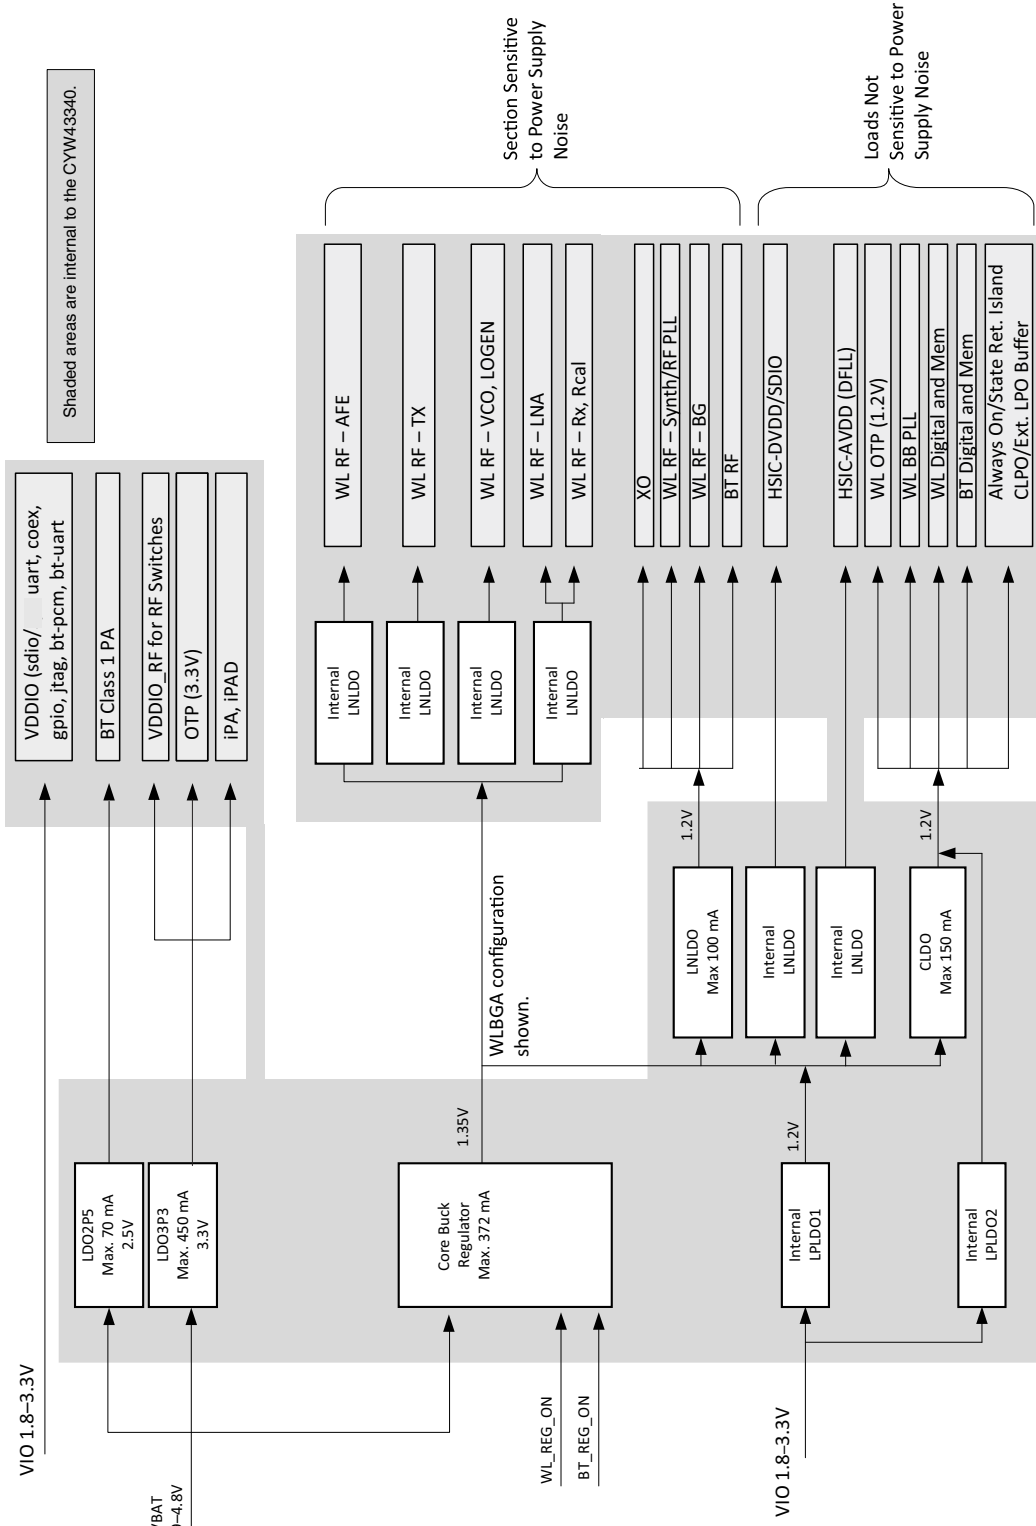 Shaded areas are internal to the CYW43340.
VIO 1.8–3.3V
VDDIO (sdio/ uart, coex,
gpio, jtag, bt-pcm, bt-uart
LDO2P5
Max. 70 mA
2.5V
BT Class 1 PA
LDO3P3
Max. 450 mA
3.3V
VDDIO_RF for RF Switches
OTP (3.3V)
iPA, iPAD
–4.8V
Core Buck
Regulator
Max. 372 mA
1.35V
WL_REG_ON
BT_REG_ON
WLBGA configuration
shown.
Internal
LNLDO
WL RF – AFE
Internal
LNLDO
WL RF – TX
Internal
LNLDO
WL RF – VCO, LOGEN
Internal
LNLDO
WL RF – LNA
WL RF – Rx, Rcal
Section Sensitive
to Power Supply
Noise
LNLDO
Max 100 mA
1.2V
XO
WL RF – Synth/RF PLL
WL RF – BG
BT RF
Internal
LNLDO
HSIC-DVDD/SDIO
Internal
LNLDO
HSIC-AVDD (DFLL)
CLDO
Max 150 mA
1.2V
WL OTP (1.2V)
WL BB PLL
WL Digital and Mem
BT Digital and Mem
Always On/State Ret. Island
CLPO/Ext. LPO Buffer
Loads Not
Sensitive to Power
Supply Noise
VIO 1.8–3.3V
Internal
LPLDO1
1.2V
Internal
LPLDO2